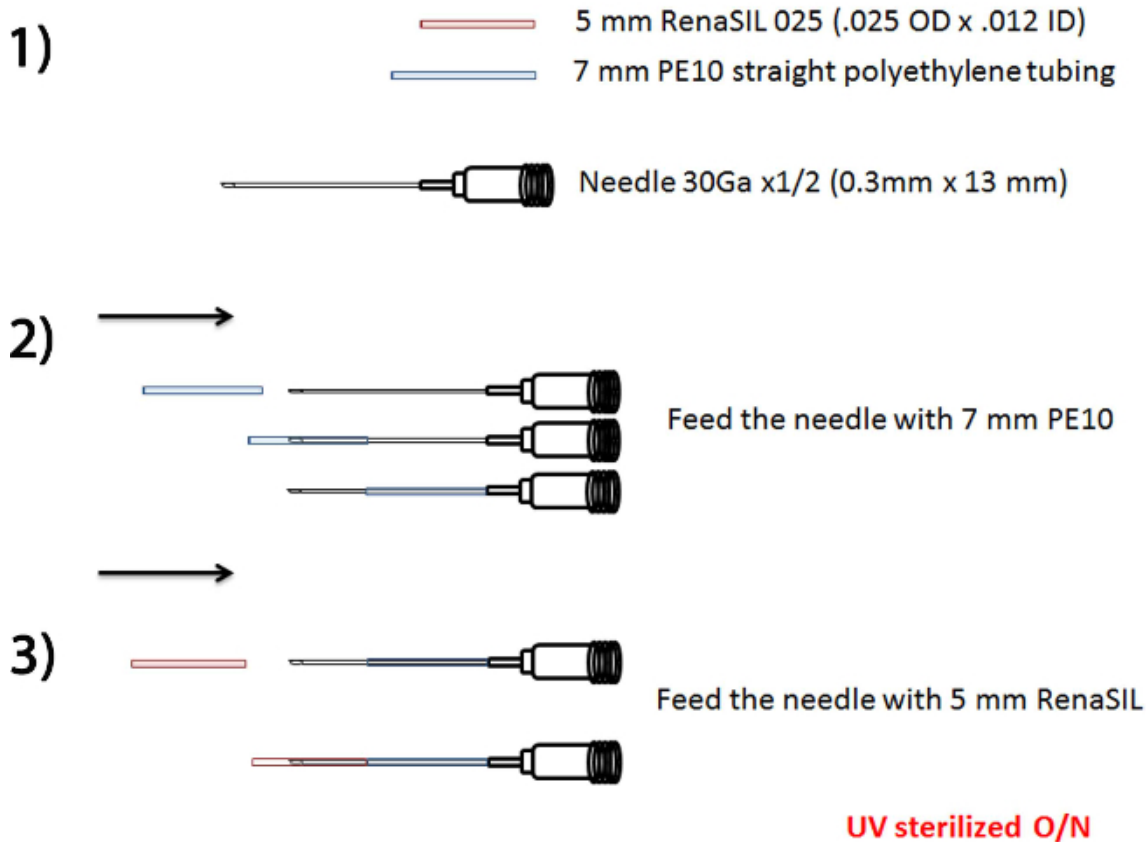 1)
5 mm RenaSIL 025 (.025 OD x .012 ID)
7 mm PE10 straight polyethylene tubing
Needle 30Ga x1/2 (0.3mm x 13 mm)
2)
Feed the needle with 7 mm PE10
3)
Feed the needle with 5 mm RenaSIL
UV sterilized O/N